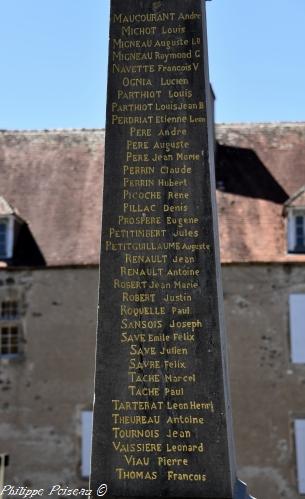 MAUCOURANT André
MICHOT Louis
MIGNEAU Auguste L.D
MIGNEAU Raymond G
NAVETTE François V
OGNIA Lucien
PARTHIOT Louis
PARTHIOT Louis Jean B
PERDRIAT Etienne Léon
PERE André
PERE Auguste
PERE Jean Marie
PERRIN Claude
PERRIN Hubert
PICOCHE René
PILLAC Denis
PROSPERE Eugène
PETITIMBERT Jules
PETITGUILLAUME Auguste
RENAULT Jean
RENAULT Antoine
ROBERT Jean Marie
ROBERT Justin
ROQUELLE Paul
SANSOIS Joseph
SAVE Emile Félix
SAVE Julien
SAVRE Félix
TACHE Marcel
TACHE Paul
TARTERAT Léon Henri
THEUREAU Antoine
TOURNOIS Jean
VAISSIERE Léonard
VIAU Pierre
THOMAS François
Philippe Peyson ©